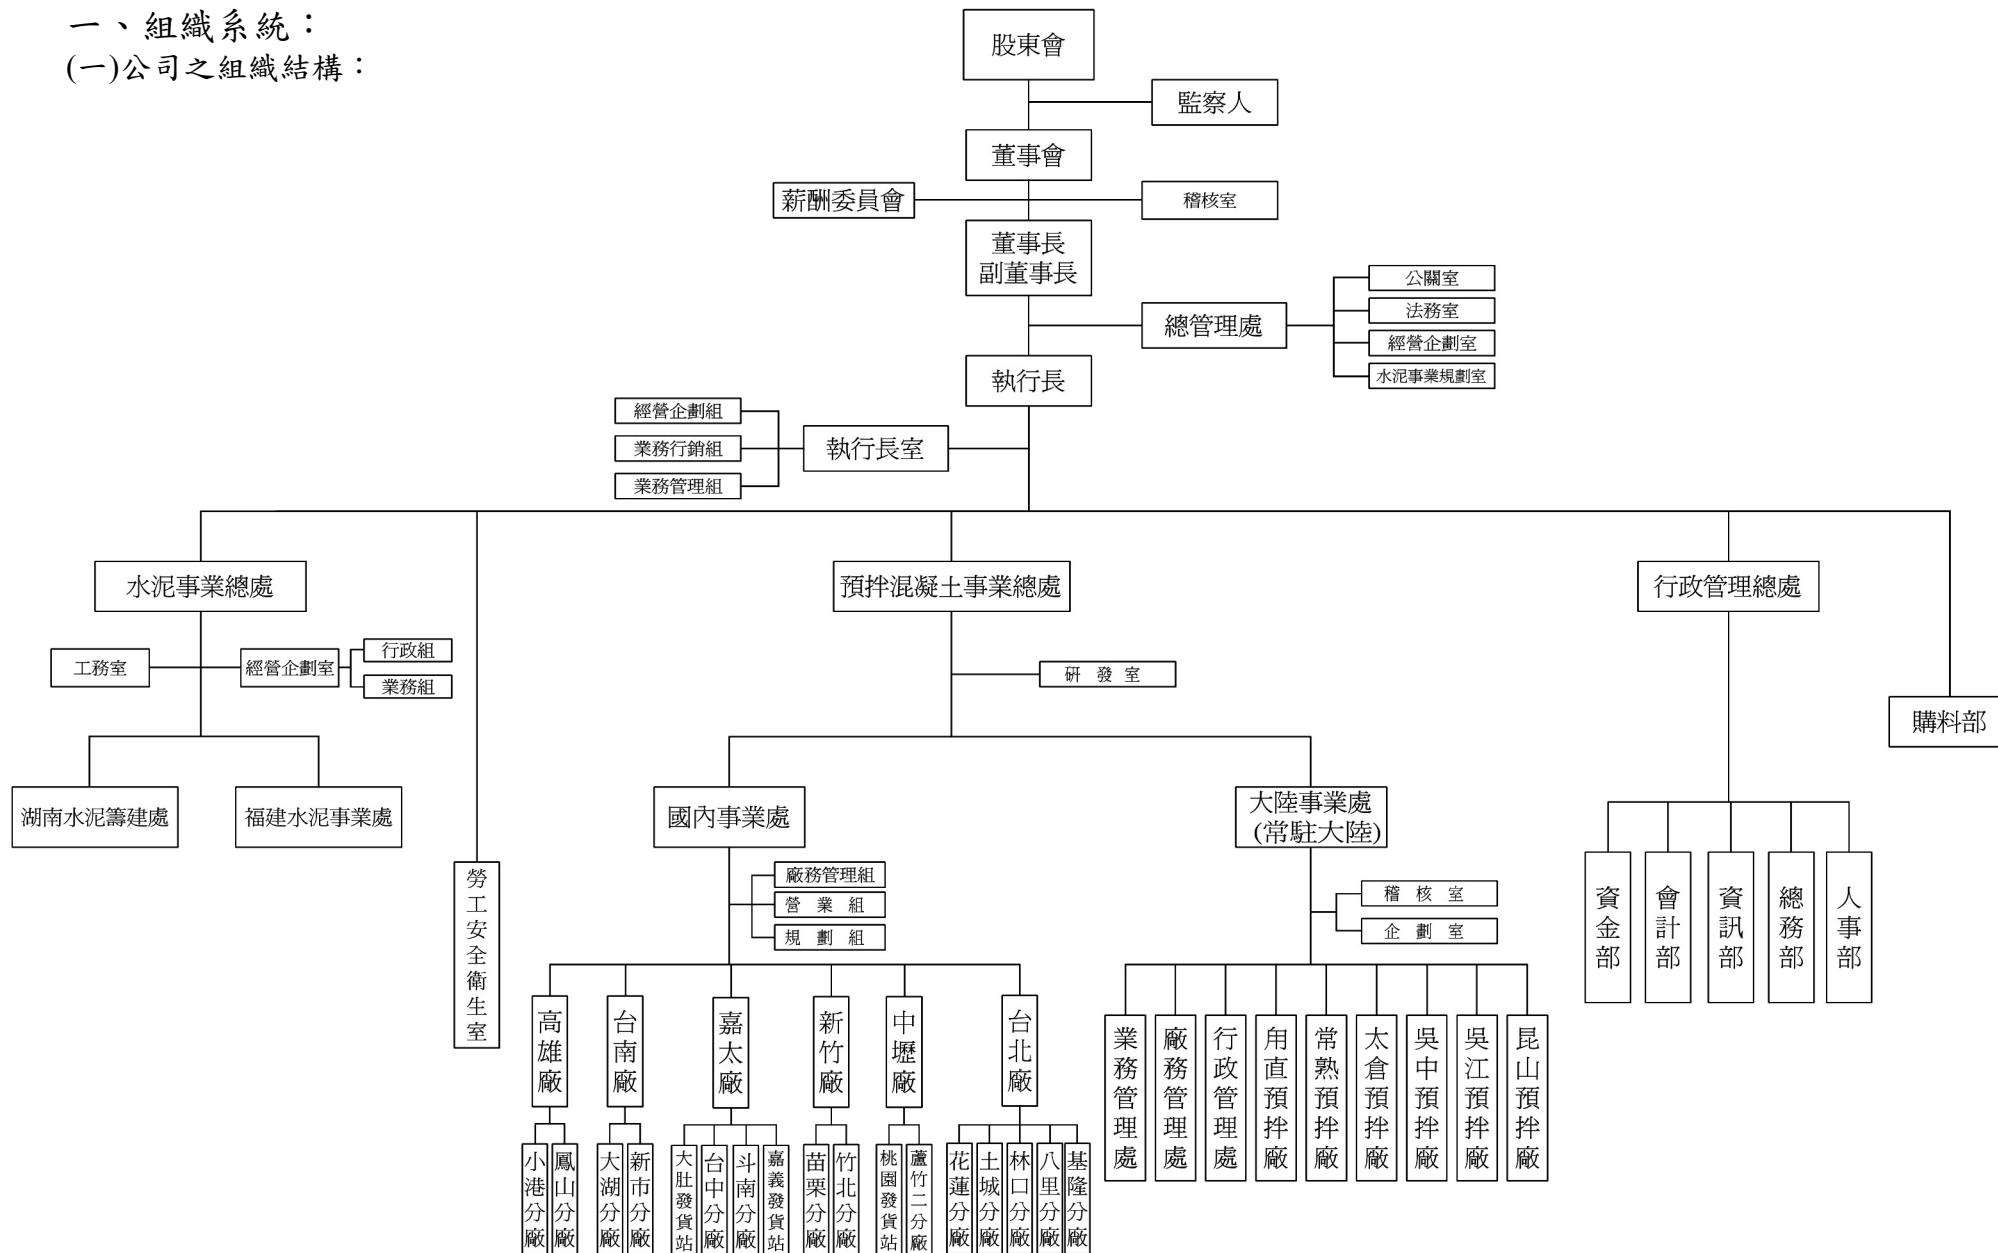 一、組織系統：
(一)公司之組織結構：
股東會
監察人
董事會
薪酬委員會
稽核室
董事長
副董事長
公關室
總管理處
法務室
經營企劃室
執行長
水泥事業規劃室
經營企劃組
業務行銷組
執行長室
業務管理組
水泥事業總處
預拌混凝土事業總處
行政管理總處
工務室
經營企劃室
行政組
業務組
研 發 室
購料部
湖南水泥籌建處
福建水泥事業處
國內事業處
大陸事業處
(常駐大陸)
勞工安全衛生室
廠務管理組
營 業 組
規 劃 組
稽 核 室
企 劃 室
資金部
會計部
資訊部
總務部
人事部
高雄廠
台南廠
嘉太廠
新竹廠
中壢廠
台北廠
業務管理處
廠務管理處
行政管理處
甪直預拌廠
常熟預拌廠
太倉預拌廠
吳中預拌廠
吳江預拌廠
昆山預拌廠
小港分廠
鳳山分廠
大湖分廠
新市分廠
大肚發貨站
台中分廠
斗南分廠
嘉義發貨站
苗栗分廠
竹北分廠
桃園發貨站
蘆竹二分廠
花蓮分廠
土城分廠
林口分廠
八里分廠
基隆分廠